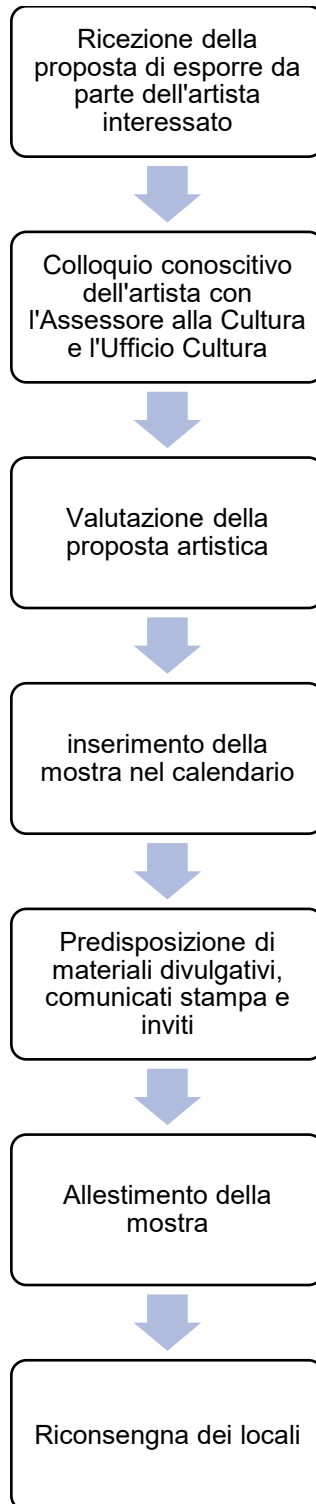 Ricezione della
proposta di esporre da
parte dell'artista
interessato
Colloquio conoscitivo
dell'artista con
l'Assessore alla Cultura
e l'Ufficio Cultura
Valutazione della
proposta artistica
inserimento della
mostra nel calendario
Predisposizione di
materiali divulgativi,
comunicati stampa e
inviti
Allestimento della
mostra
Riconsengna dei locali